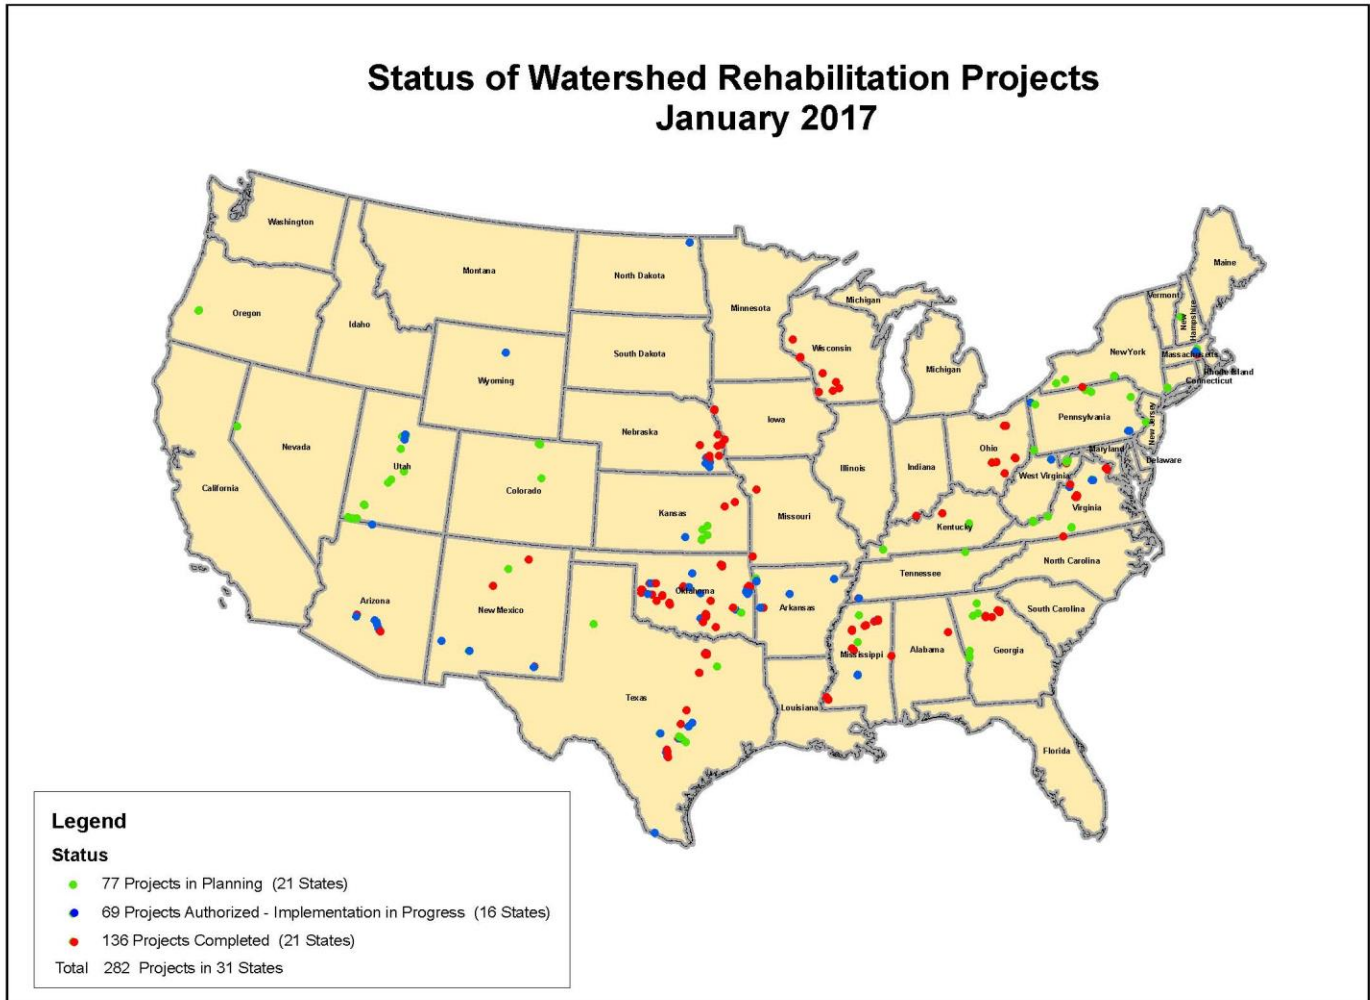 Status of Watershed Rehabilitation Projects
January 2017
Washington
Montana
North Dakota
Minnesota
Michigan
Maine
Vermont
New Hampshire
Oregon
Idaho
Wyoming
South Dakota
Wisconsin
Michigan
NewYork
Massachusetts
Rhode Island
Connecticut
Nebraska
Iowa
Pennsylvania
New Jersey
Nevada
Utah
California
Colorado
Kansas
Missouri
Illinois
Indiana
Ohio
West Virginia
Maryland
Delaware
Virginia
Kentucky
Arizona
New Mexico
Oklahoma
Arkansas
Tennessee
North Carolina
South Carolina
Texas
Louisiana
Mississippi
Alabama
Georgia
Florida
Legend
Status
77 Projects in Planning (21 States)
69 Projects Authorized - Implementation in Progress (16 States)
136 Projects Completed (21 States)
Total 282 Projects in 31 States